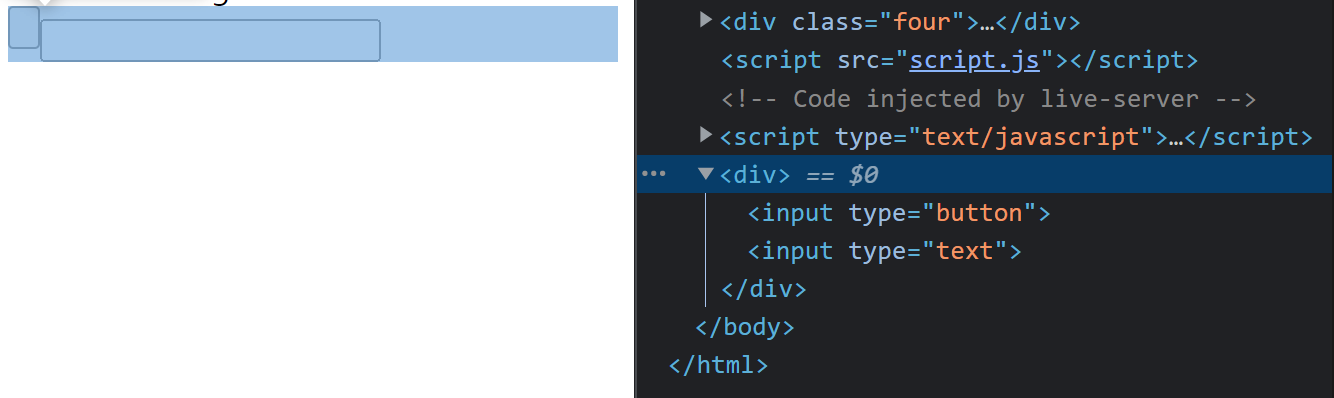 g
<div class="four">…</div>
<script src="script.js"></script>
<!-- Code injected by live-server -->
<script type="text/javascript">…</script>
<div> == $0
<input type="button">
<input type="text">
</div>
</body>
</html>